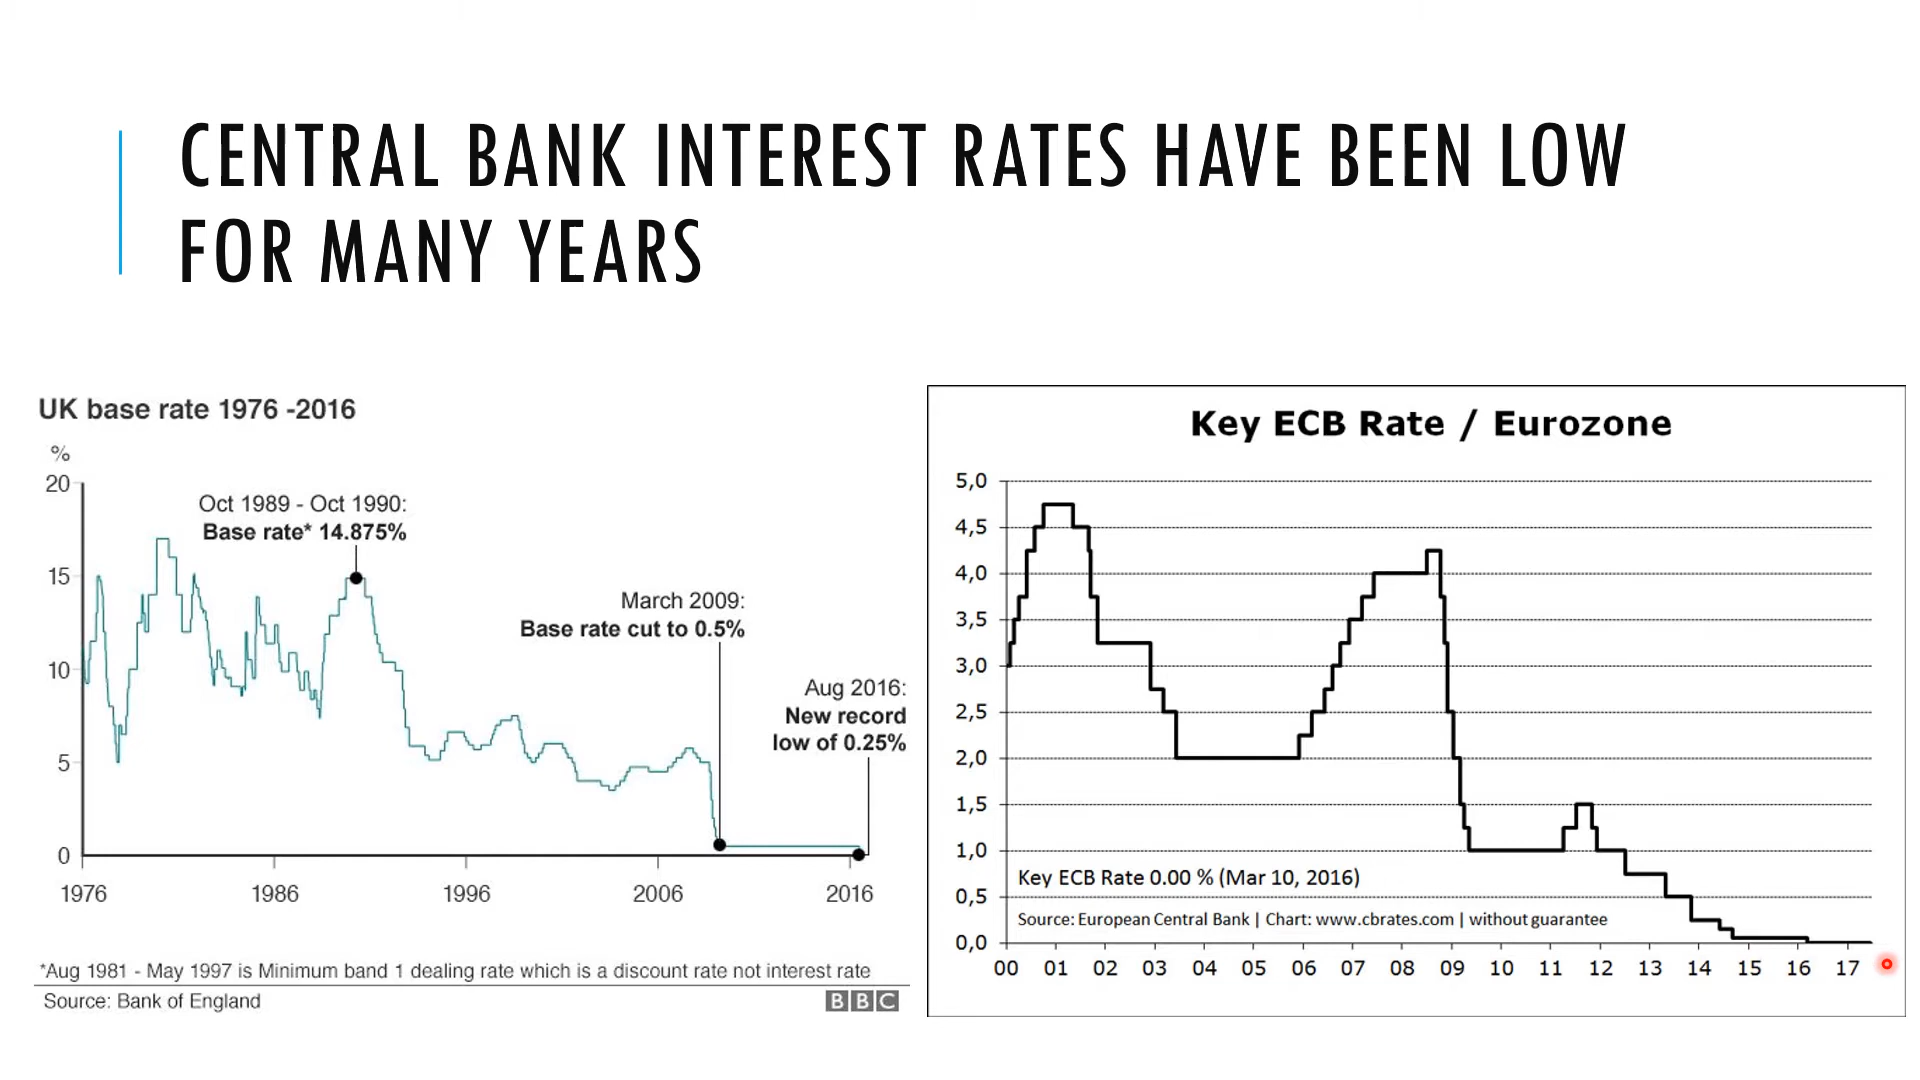 CENTRAL BANK INTEREST RATES HAVE BEEN LOW
FOR MANY YEARS
UK base rate 1976 -2016
%
20
15
10
5
0
Oct 1989 - Oct 1990:
Base rate* 14.875%
March 2009:
Base rate cut to 0.5%
Aug 2016:
New record
low of 0.25%
1976 1986 1996 2006 2016
*Aug 1981 - May 1997 is Minimum band 1 dealing rate which is a discount rate not interest rate
Source: Bank of England
BBC
Key ECB Rate / Eurozone
5,0
4,5
4,0
3,5
3,0
2,5
2,0
1,5
1,0
0,5
0,0
Key ECB Rate 0.00 % (Mar 10, 2016)
Source: European Central Bank | Chart: www.cbrates.com | without guarantee
00 01 02 03 04 05 06 07 08 09 10 11 12 13 14 15 16 17